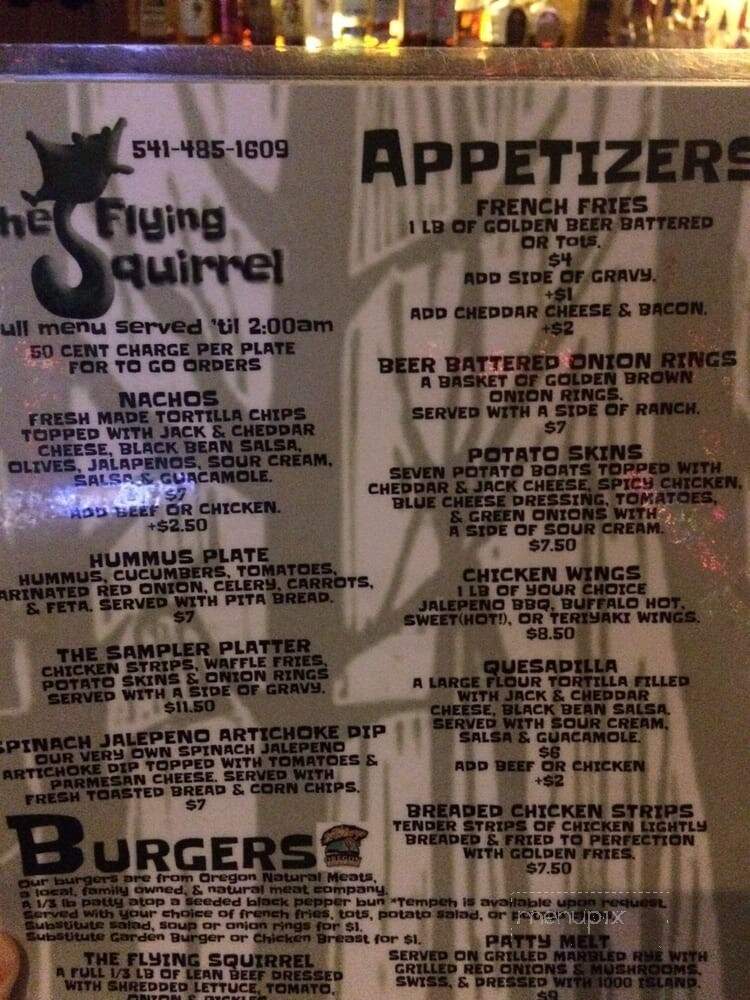 541-485-1609
he Flying
Squirrel
ull menu served 'til 2:00am
50 CENT CHARGE PER PLATE
FOR TO GO ORDERS
NACHOS
FRESH MADE TORTILLA CHIPS
TOPPED WITH JACK & CHEDDAR
CHEESE, BLACK BEAN SALSA,
OLIVES, JALAPENOS, SOUR CREAM,
SALSA & GUACAMOLE.
$7
ADD BEEF OR CHICKEN.
+$2.50
HUMMUS PLATE
HUMMUS, CUCUMBERS, TOMATOES,
ARINATED RED ONION, CELERY, CARROTS,
& FETA. SERVED WITH PITA BREAD.
$7
THE SAMPLER PLATTER
CHICKEN STRIPS, WAFFLE FRIES,
POTATO SKINS & ONION RINGS
SERVED WITH A SIDE OF GRAVY.
$11.50
SPINACH JALEPENO ARTICHOKE DIP
OUR VERY OWN SPINACH JALEPENO
ARTICHOKE DIP TOPPED WITH TOMATOES &
PARMESAN CHEESE. SERVED WITH
FRESH TOASTED BREAD & CORN CHIPS.
$7
APPETIZERS
FRENCH FRIES
1 LB OF GOLDEN BEER BATTERED
OR TOTS.
$4
ADD SIDE OF GRAVY.
+$1
ADD CHEDDAR CHEESE & BACON.
+$2
BEER BATTERED ONION RINGS
A BASKET OF GOLDEN BROWN
ONION RINGS.
SERVED WITH A SIDE OF RANCH.
$7
POTATO SKINS
SEVEN POTATO BOATS TOPPED WITH
CHEDDAR & JACK CHEESE, SPICY CHICKEN,
BLUE CHEESE DRESSING, TOMATOES,
& GREEN ONIONS WITH
A SIDE OF SOUR CREAM.
$7.50
CHICKEN WINGS
1 LB OF YOUR CHOICE
JALEPENO BBQ, BUFFALO HOT,
SWEET(HOT!), OR TERIYAKI WINGS.
$8.50
QUESADILLA
A LARGE FLOUR TORTILLA FILLED
WITH JACK & CHEDDAR
CHEESE, BLACK BEAN SALSA.
SERVED WITH SOUR CREAM,
SALSA & GUACAMOLE.
$6
ADD BEEF OR CHICKEN
+$2
BREADED CHICKEN STRIPS
TENDER STRIPS OF CHICKEN LIGHTLY
BREADED & FRIED TO PERFECTION
WITH GOLDEN FRIES.
$7.50
BURGERS
Our burgers are from Oregon Natural Meats,
a local, family owned, & natural meat company.
A 1/3 lb patty atop a seeded black pepper bun *Tempeh is available upon request.
Served with your choice of french fries, tots, potato salad, or
Substitute salad, soup or onion rings for $1.
Substitute Garden Burger or Chicken Breast for $1.
THE FLYING SQUIRREL
A FULL 1/3 LB OF LEAN BEEF DRESSED
WITH SHREDDED LETTUCE, TOMATO,
ONION & PICKLES
PATTY MELT
SERVED ON GRILLED MARBLED RYE WITH
GRILLED RED ONIONS & MUSHROOMS,
SWISS, & DRESSED WITH 1000 ISLAND.
$9
menupix